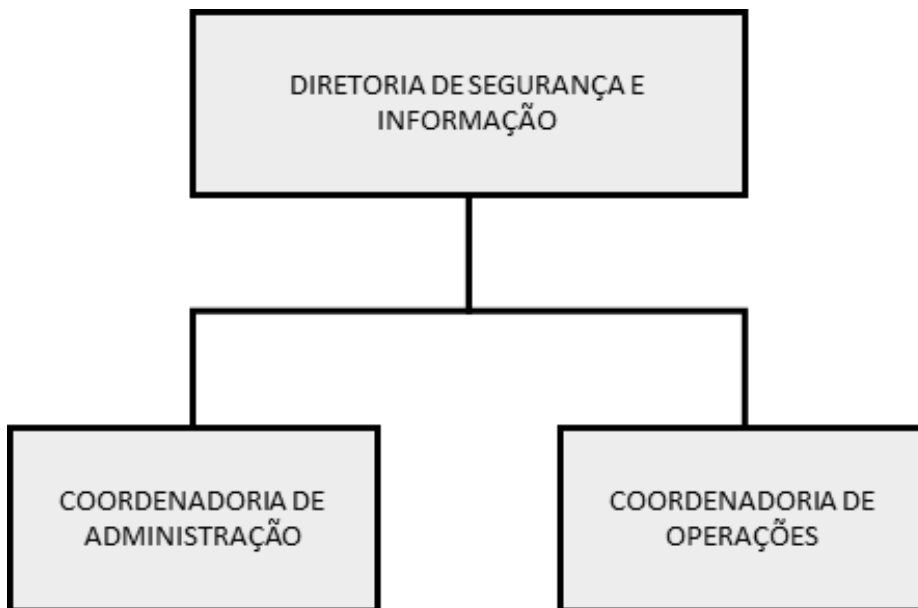 DIRETORIA DE SEGURANÇA E
INFORMAÇÃO
COORDENADORIA DE
ADMINISTRAÇÃO
COORDENADORIA DE
OPERAÇÕES